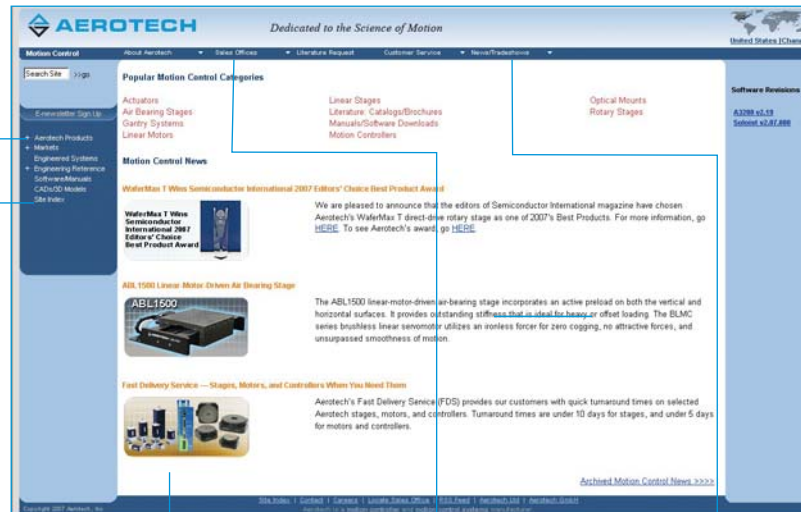 AEROTECH
Dedicated to the Science of Motion
United States [Chan
Motion Control
About Aerotech
Sales Offices
Literature Request
Customer Service
News/Tradeshows
Search Site >>go
E-newsletter Sign Up
+ Aerotech Products
+ Markets
Engineered Systems
+ Engineering Reference
Software/Manuals
CADs/3D Models
Site Index
Popular Motion Control Categories
Actuators
Air Bearing Stages
Gantry Systems
Linear Motors
Linear Stages
Literature: Catalogs/Brochures
Manuals/Software Downloads
Motion Controllers
Optical Mounts
Rotary Stages
Software Revisions
A3200 v2.19
Soloist v2.07.000
Motion Control News
WaferMax T Wins Semiconductor International 2007 Editors' Choice Best Product Award
WaferMax T Wins
Semiconductor
International 2007
Editors' Choice
Best Product Award
We are pleased to announce that the editors of Semiconductor International magazine have chosen
Aerotech's WaferMax T direct-drive rotary stage as one of 2007's Best Products. For more information, go
HERE. To see Aerotech's award, go HERE.
ABL1500 Linear-Motor-Driven Air Bearing Stage
ABL1500
The ABL1500 linear-motor-driven air-bearing stage incorporates an active preload on both the vertical and
horizontal surfaces. It provides outstanding stiffness that is ideal for heavy or offset loading. The BLMC
series brushless linear servomotor utilizes an ironless forcer for zero cogging, no attractive forces, and
unsurpassed smoothness of motion.
Fast Delivery Service — Stages, Motors, and Controllers When You Need Them
Aerotech's Fast Delivery Service (FDS) provides our customers with quick turnaround times on selected
Aerotech stages, motors, and controllers. Turnaround times are under 10 days for stages, and under 5 days
for motors and controllers.
Archived Motion Control News >>>>
Site Index | Contact | Careers | Locate Sales Office | RSS Feed | Aerotech Ltd | Aerotech GmbH
Copyright 2007 Aerotech, Inc
Aerotech is a motion controller and motion control systems manufacturer